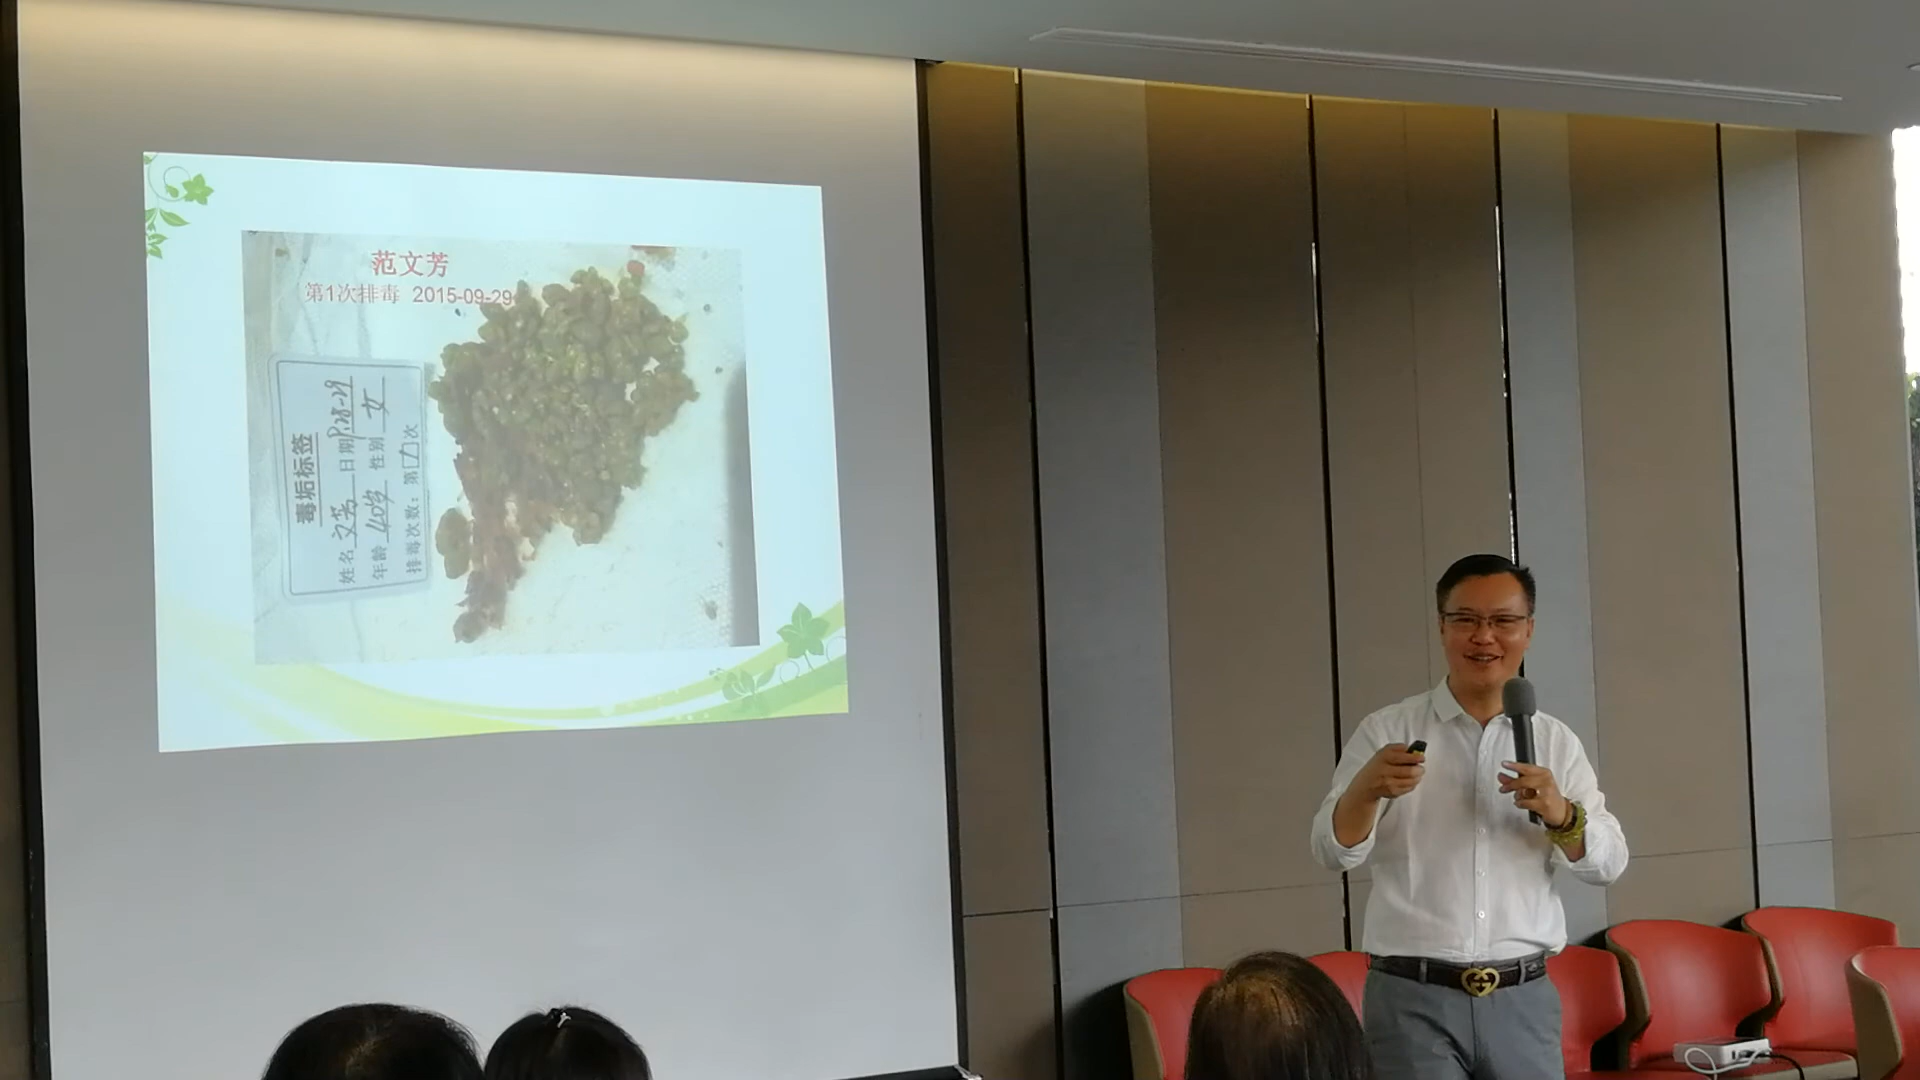 范文芳
第1次排毒 2015-09-29
毒垢标签
姓名 文芳 日期
年龄 40岁 性别 女
排毒次数：第 次